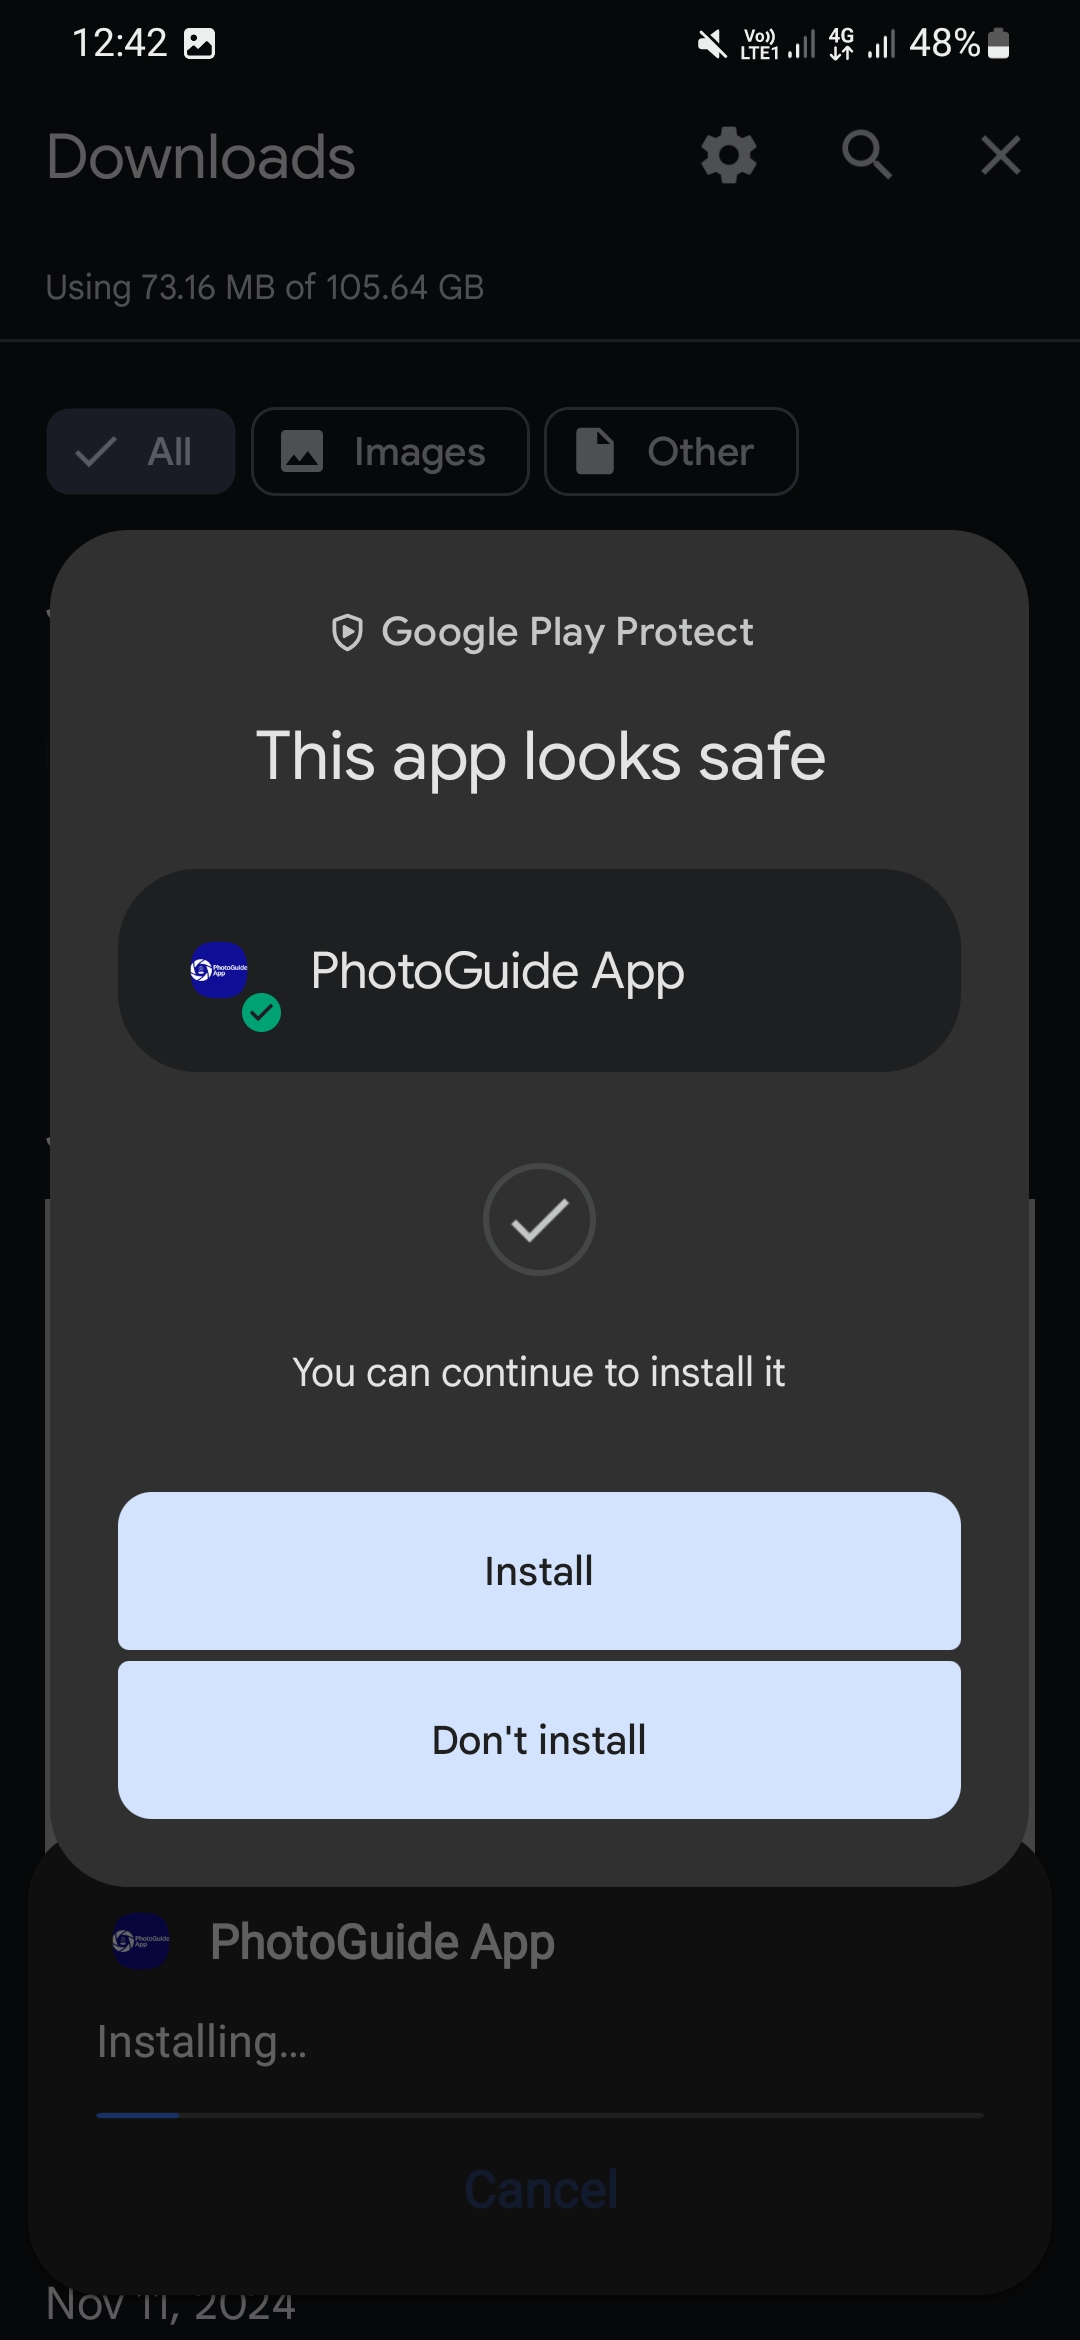 12:42
Vo)) LTE1 4G 48%
Downloads
Using 73.16 MB of 105.64 GB
All Images Other
Google Play Protect
This app looks safe
PhotoGuide App
PhotoGuide App
You can continue to install it
Install
Don't install
PhotoGuide App
PhotoGuide App
Installing...
Cancel
Nov 11, 2024